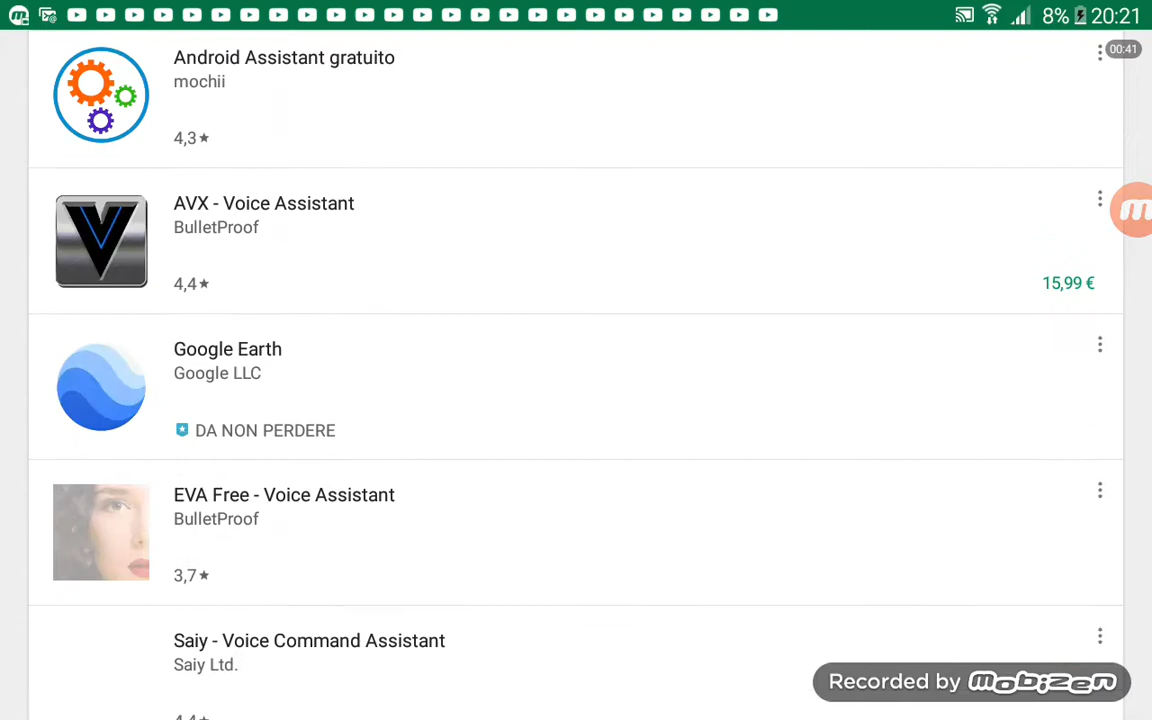 8% 20:21
00:41
Android Assistant gratuito
mochii
4,3★
AVX - Voice Assistant
BulletProof
4,4★
15,99 €
Google Earth
Google LLC
DA NON PERDERE
EVA Free - Voice Assistant
BulletProof
3,7★
Saiy - Voice Command Assistant
Saiy Ltd.
4,4★
Recorded by mobizen